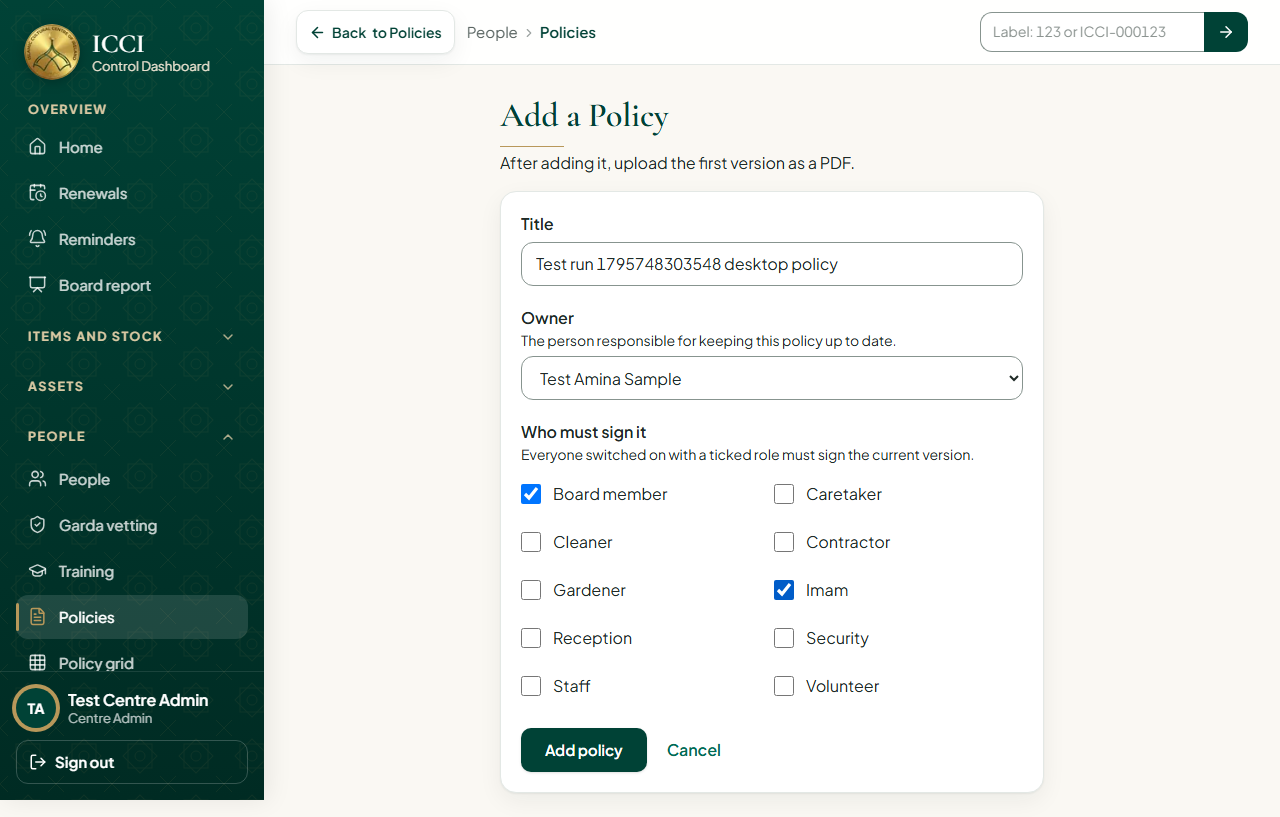 ICCI
Control Dashboard
OVERVIEW
Home
Renewals
Reminders
Board report
ITEMS AND STOCK
ASSETS
PEOPLE
People
Garda vetting
Training
Policies
Policy grid
TA
Test Centre Admin
Centre Admin
Sign out
Back to Policies
People > Policies
Label: 123 or ICCI-000123
Add a Policy
After adding it, upload the first version as a PDF.
Title
Test run 1795748303548 desktop policy
Owner
The person responsible for keeping this policy up to date.
Test Amina Sample
Who must sign it
Everyone switched on with a ticked role must sign the current version.
Board member
Caretaker
Cleaner
Contractor
Gardener
Imam
Reception
Security
Staff
Volunteer
Add policy
Cancel